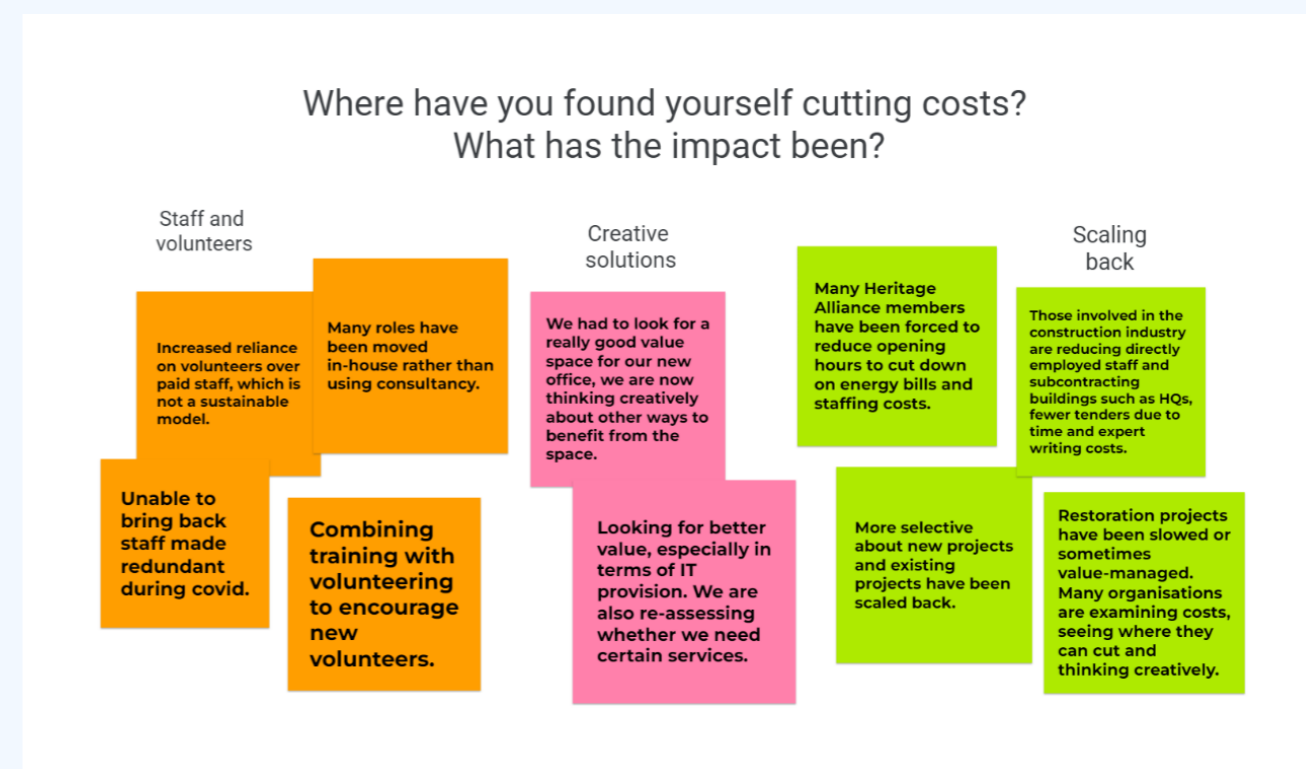 Where have you found yourself cutting costs?
What has the impact been?
Staff and
volunteers
Increased reliance
on volunteers over
paid staff, which is
not a sustainable
model.
Many roles have
been moved
in-house rather than
using consultancy.
Unable to
bring back
staff made
redundant
during covid.
Combining
training with
volunteering
to encourage
new
volunteers.
Creative
solutions
We had to look for a
really good value
space for our new
office, we are now
thinking creatively
about other ways to
benefit from the
space.
Looking for better
value, especially in
terms of IT
provision. We are
also re-assessing
whether we need
certain services.
Scaling
back
Many Heritage
Alliance members
have been forced to
reduce opening
hours to cut down
on energy bills and
staffing costs.
Those involved in the
construction industry
are reducing directly
employed staff and
subcontracting
buildings such as HQs,
fewer tenders due to
time and expert
writing costs.
More selective
about new projects
and existing
projects have been
scaled back.
Restoration projects
have been slowed or
sometimes
value-managed.
Many organisations
are examining costs,
seeing where they
can cut and
thinking creatively.